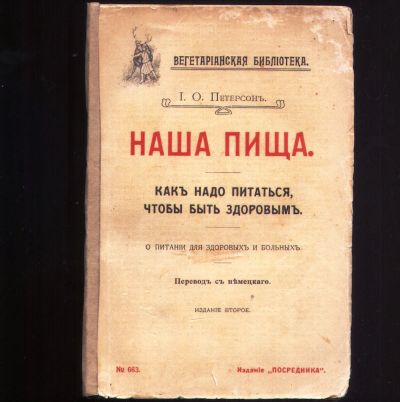 ВЕГЕТАРІАНСКАЯ БИБЛІОТЕКА.
І. О. ПЕТЕРСОНЪ.
НАША ПИЩА.
КАКЪ НАДО ПИТАТЬСЯ,
ЧТОБЫ БЫТЬ ЗДОРОВЫМЪ.
О ПИТАНІИ ДЛЯ ЗДОРОВЫХЪ И БОЛЬНЫХЪ.
Переводъ съ нѣмецкаго.
ИЗДАНІЕ ВТОРОЕ.
№ 663. Изданіе „ПОСРЕДНИКА“.